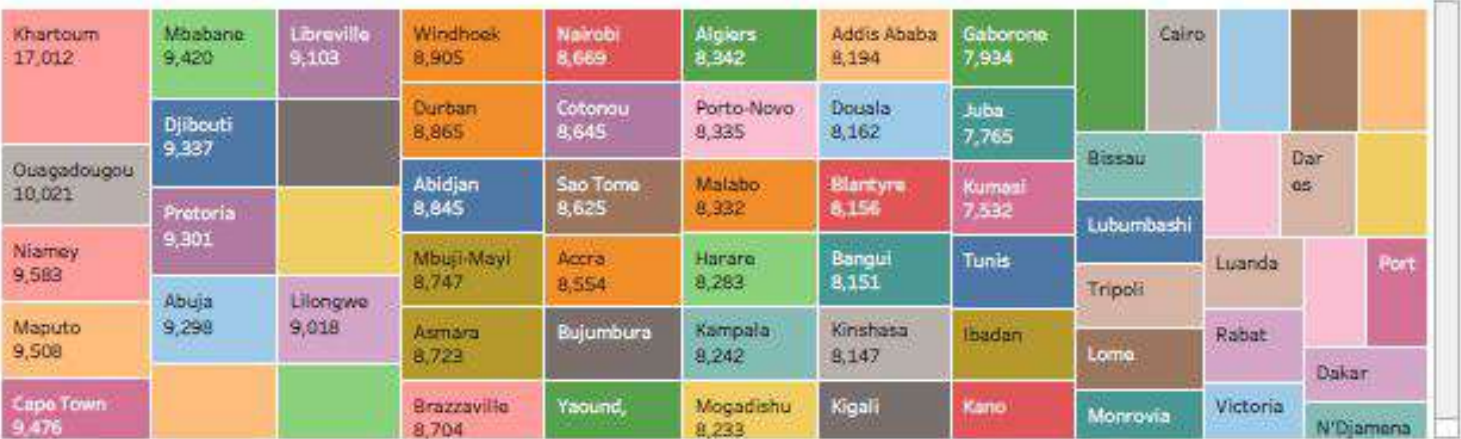 Khartoum
17,012
Ouagadougou
10,021
Niamey
9,583
Maputo
9,508
Cape Town
9,476
Mbabane
9,420
Djibouti
9,337
Pretoria
9,301
Abuja
9,298
Libreville
9,103
Lilongwe
9,018
Windhoek
8,905
Durban
8,865
Abidjan
8,845
Mbuji-Mayi
8,747
Asmara
8,723
Brazzaville
8,704
Nairobi
8,669
Cotonou
8,645
Sao Tome
8,625
Accra
8,554
Bujumbura
Yaound,
Algiers
8,342
Porto-Novo
8,335
Malabo
8,332
Harare
8,283
Kampala
8,242
Mogadishu
8,233
Addis Ababa
8,194
Douala
8,162
Blantyre
8,156
Bangui
8,151
Kinshasa
8,147
Kigali
Gaborone
7,934
Juba
7,765
Kumasi
7,532
Tunis
Ibadan
Kano
Cairo
Bissau
Lubumbashi
Tripoli
Lome
Monrovia
Dar
es
Luanda
Rabat
Victoria
Port
Dakar
N'Djamena